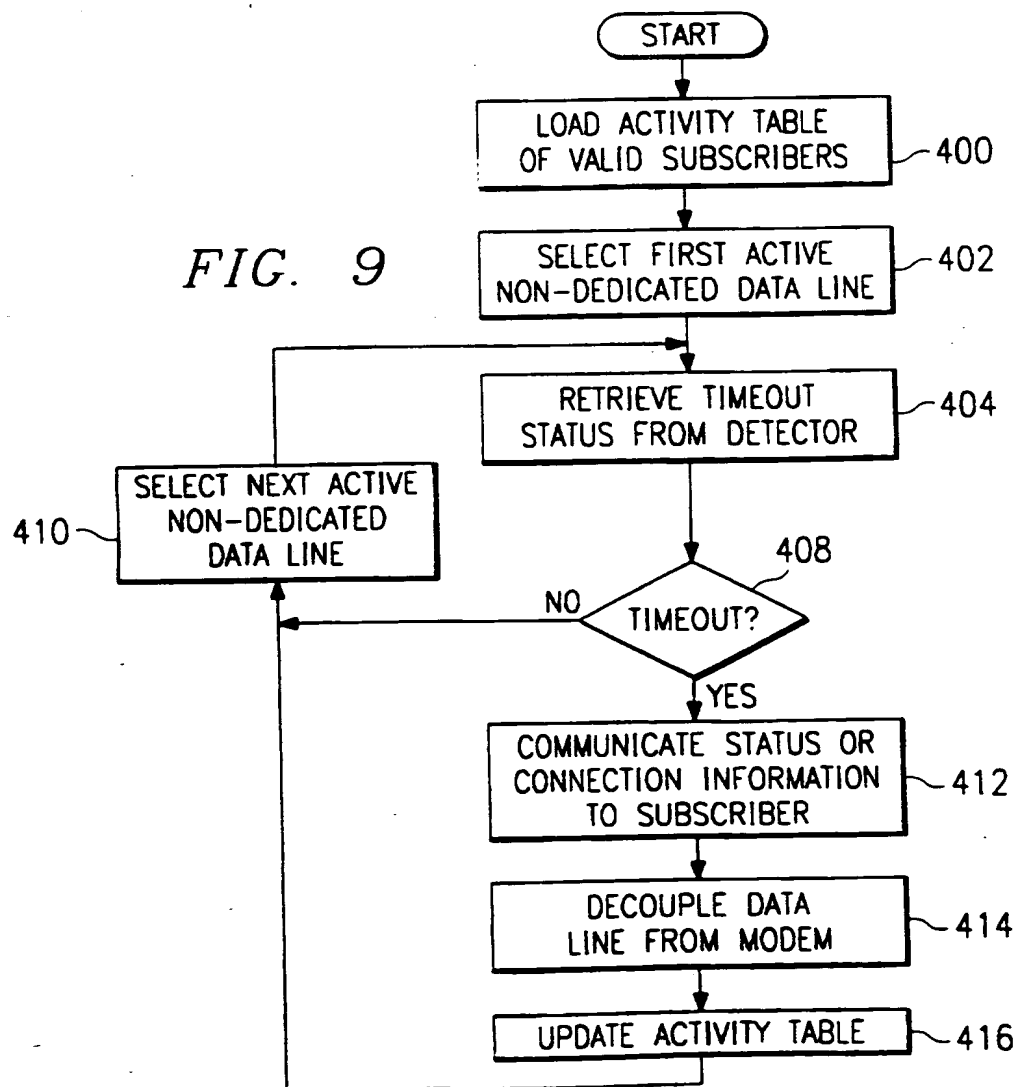 START
LOAD ACTIVITY TABLE
OF VALID SUBSCRIBERS
400
FIG. 9
SELECT FIRST ACTIVE
NON-DEDICATED DATA LINE
402
RETRIEVE TIMEOUT
STATUS FROM DETECTOR
404
SELECT NEXT ACTIVE
NON-DEDICATED
DATA LINE
410
408
NO
TIMEOUT?
YES
COMMUNICATE STATUS OR
CONNECTION INFORMATION
TO SUBSCRIBER
412
DECOUPLE DATA
LINE FROM MODEM
414
UPDATE ACTIVITY TABLE
416